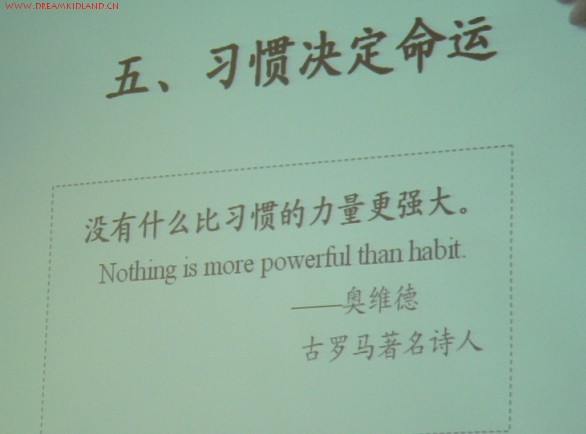 WWW.DREAMKIDLAND.CN
五、习惯决定命运
没有什么比习惯的力量更强大。
Nothing is more powerful than habit.
——奥维德
古罗马著名诗人